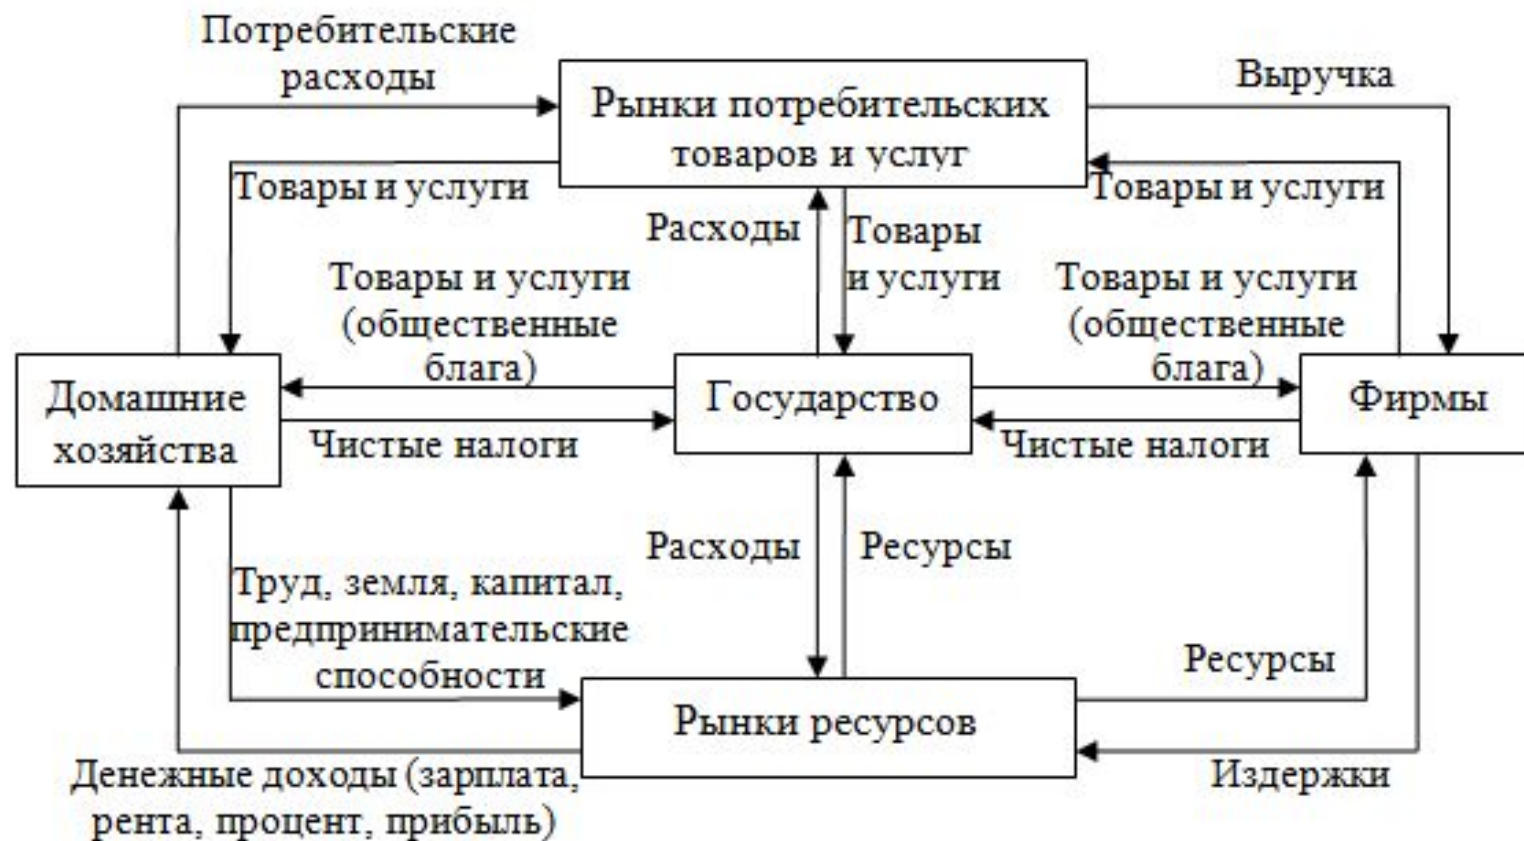 Потребительские
расходы
Рынки потребительских
товаров и услуг
Выручка
Товары и услуги
Товары и услуги
Расходы
Товары
и услуги
Товары и услуги
(общественные
блага)
Товары и услуги
(общественные
блага)
Домашние
хозяйства
Государство
Фирмы
Чистые налоги
Чистые налоги
Расходы
Ресурсы
Труд, земля, капитал,
предпринимательские
способности
Ресурсы
Рынки ресурсов
Денежные доходы (зарплата,
рента, процент, прибыль)
Издержки